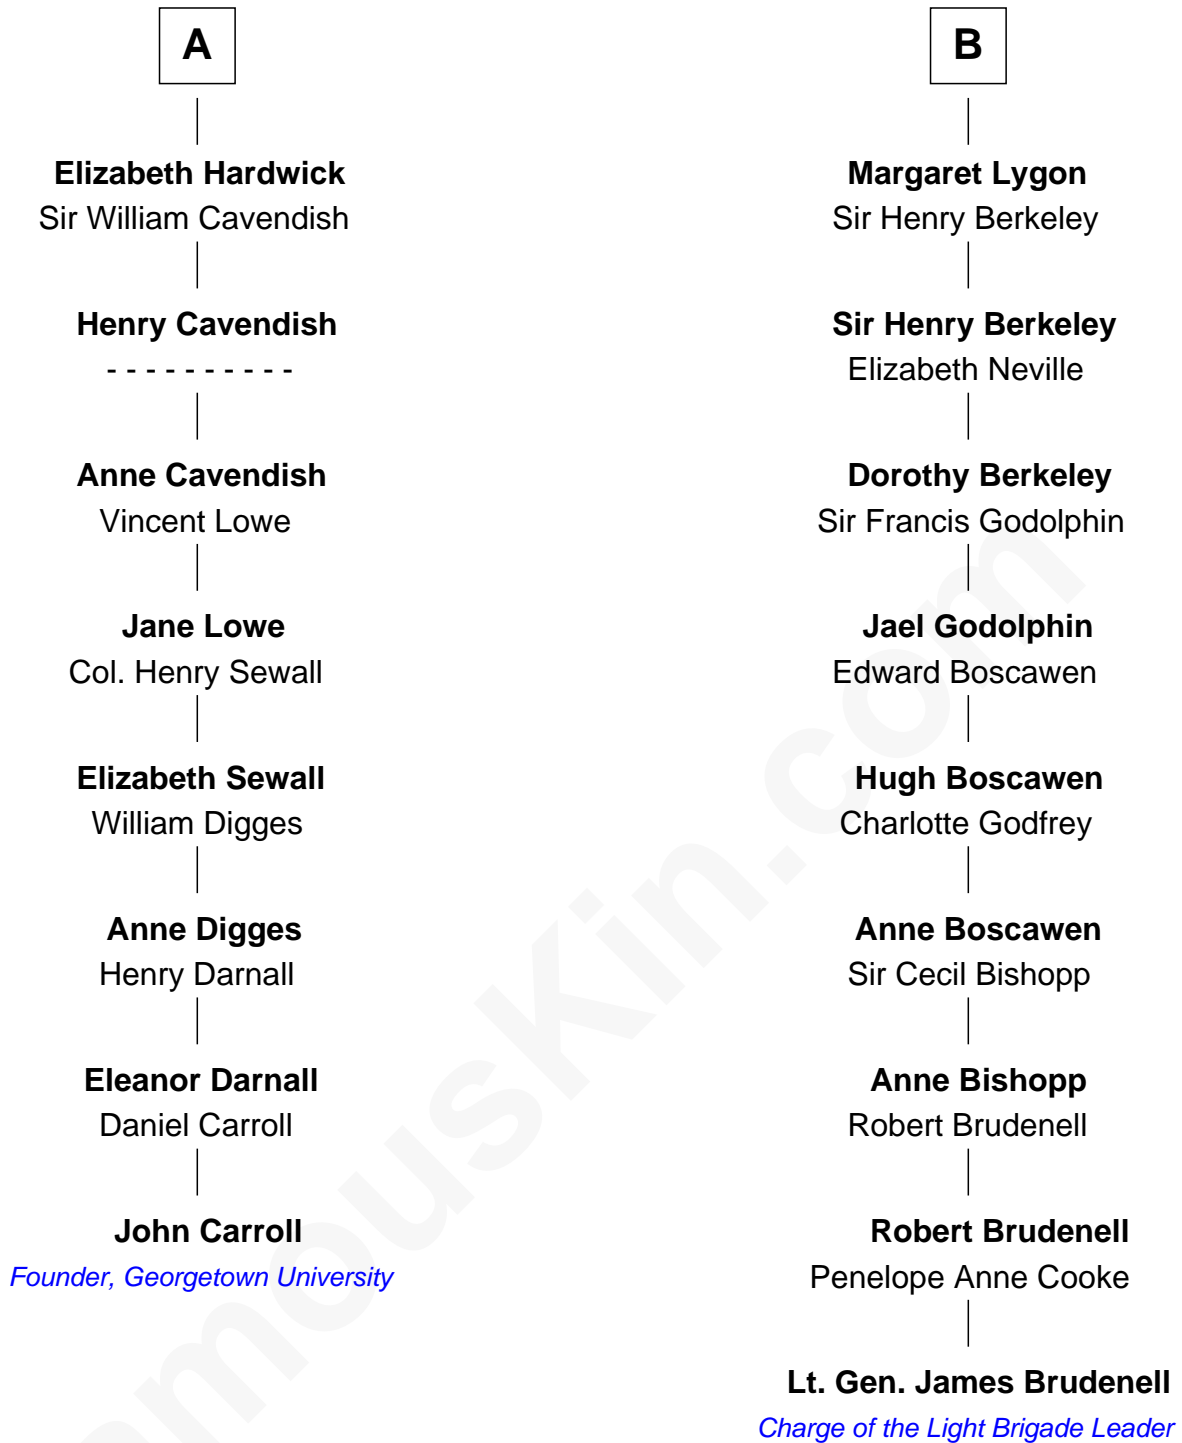 A
Elizabeth Hardwick
Sir William Cavendish
Henry Cavendish
- - - - - - - - - -
Anne Cavendish
Vincent Lowe
Jane Lowe
Col. Henry Sewall
Elizabeth Sewall
William Digges
Anne Digges
Henry Darnall
Eleanor Darnall
Daniel Carroll
John Carroll
Founder, Georgetown University
B
Margaret Lygon
Sir Henry Berkeley
Sir Henry Berkeley
Elizabeth Neville
Dorothy Berkeley
Sir Francis Godolphin
Jael Godolphin
Edward Boscawen
Hugh Boscawen
Charlotte Godfrey
Anne Boscawen
Sir Cecil Bishopp
Anne Bishopp
Robert Brudenell
Robert Brudenell
Penelope Anne Cooke
Lt. Gen. James Brudenell
Charge of the Light Brigade Leader
amousKin.com